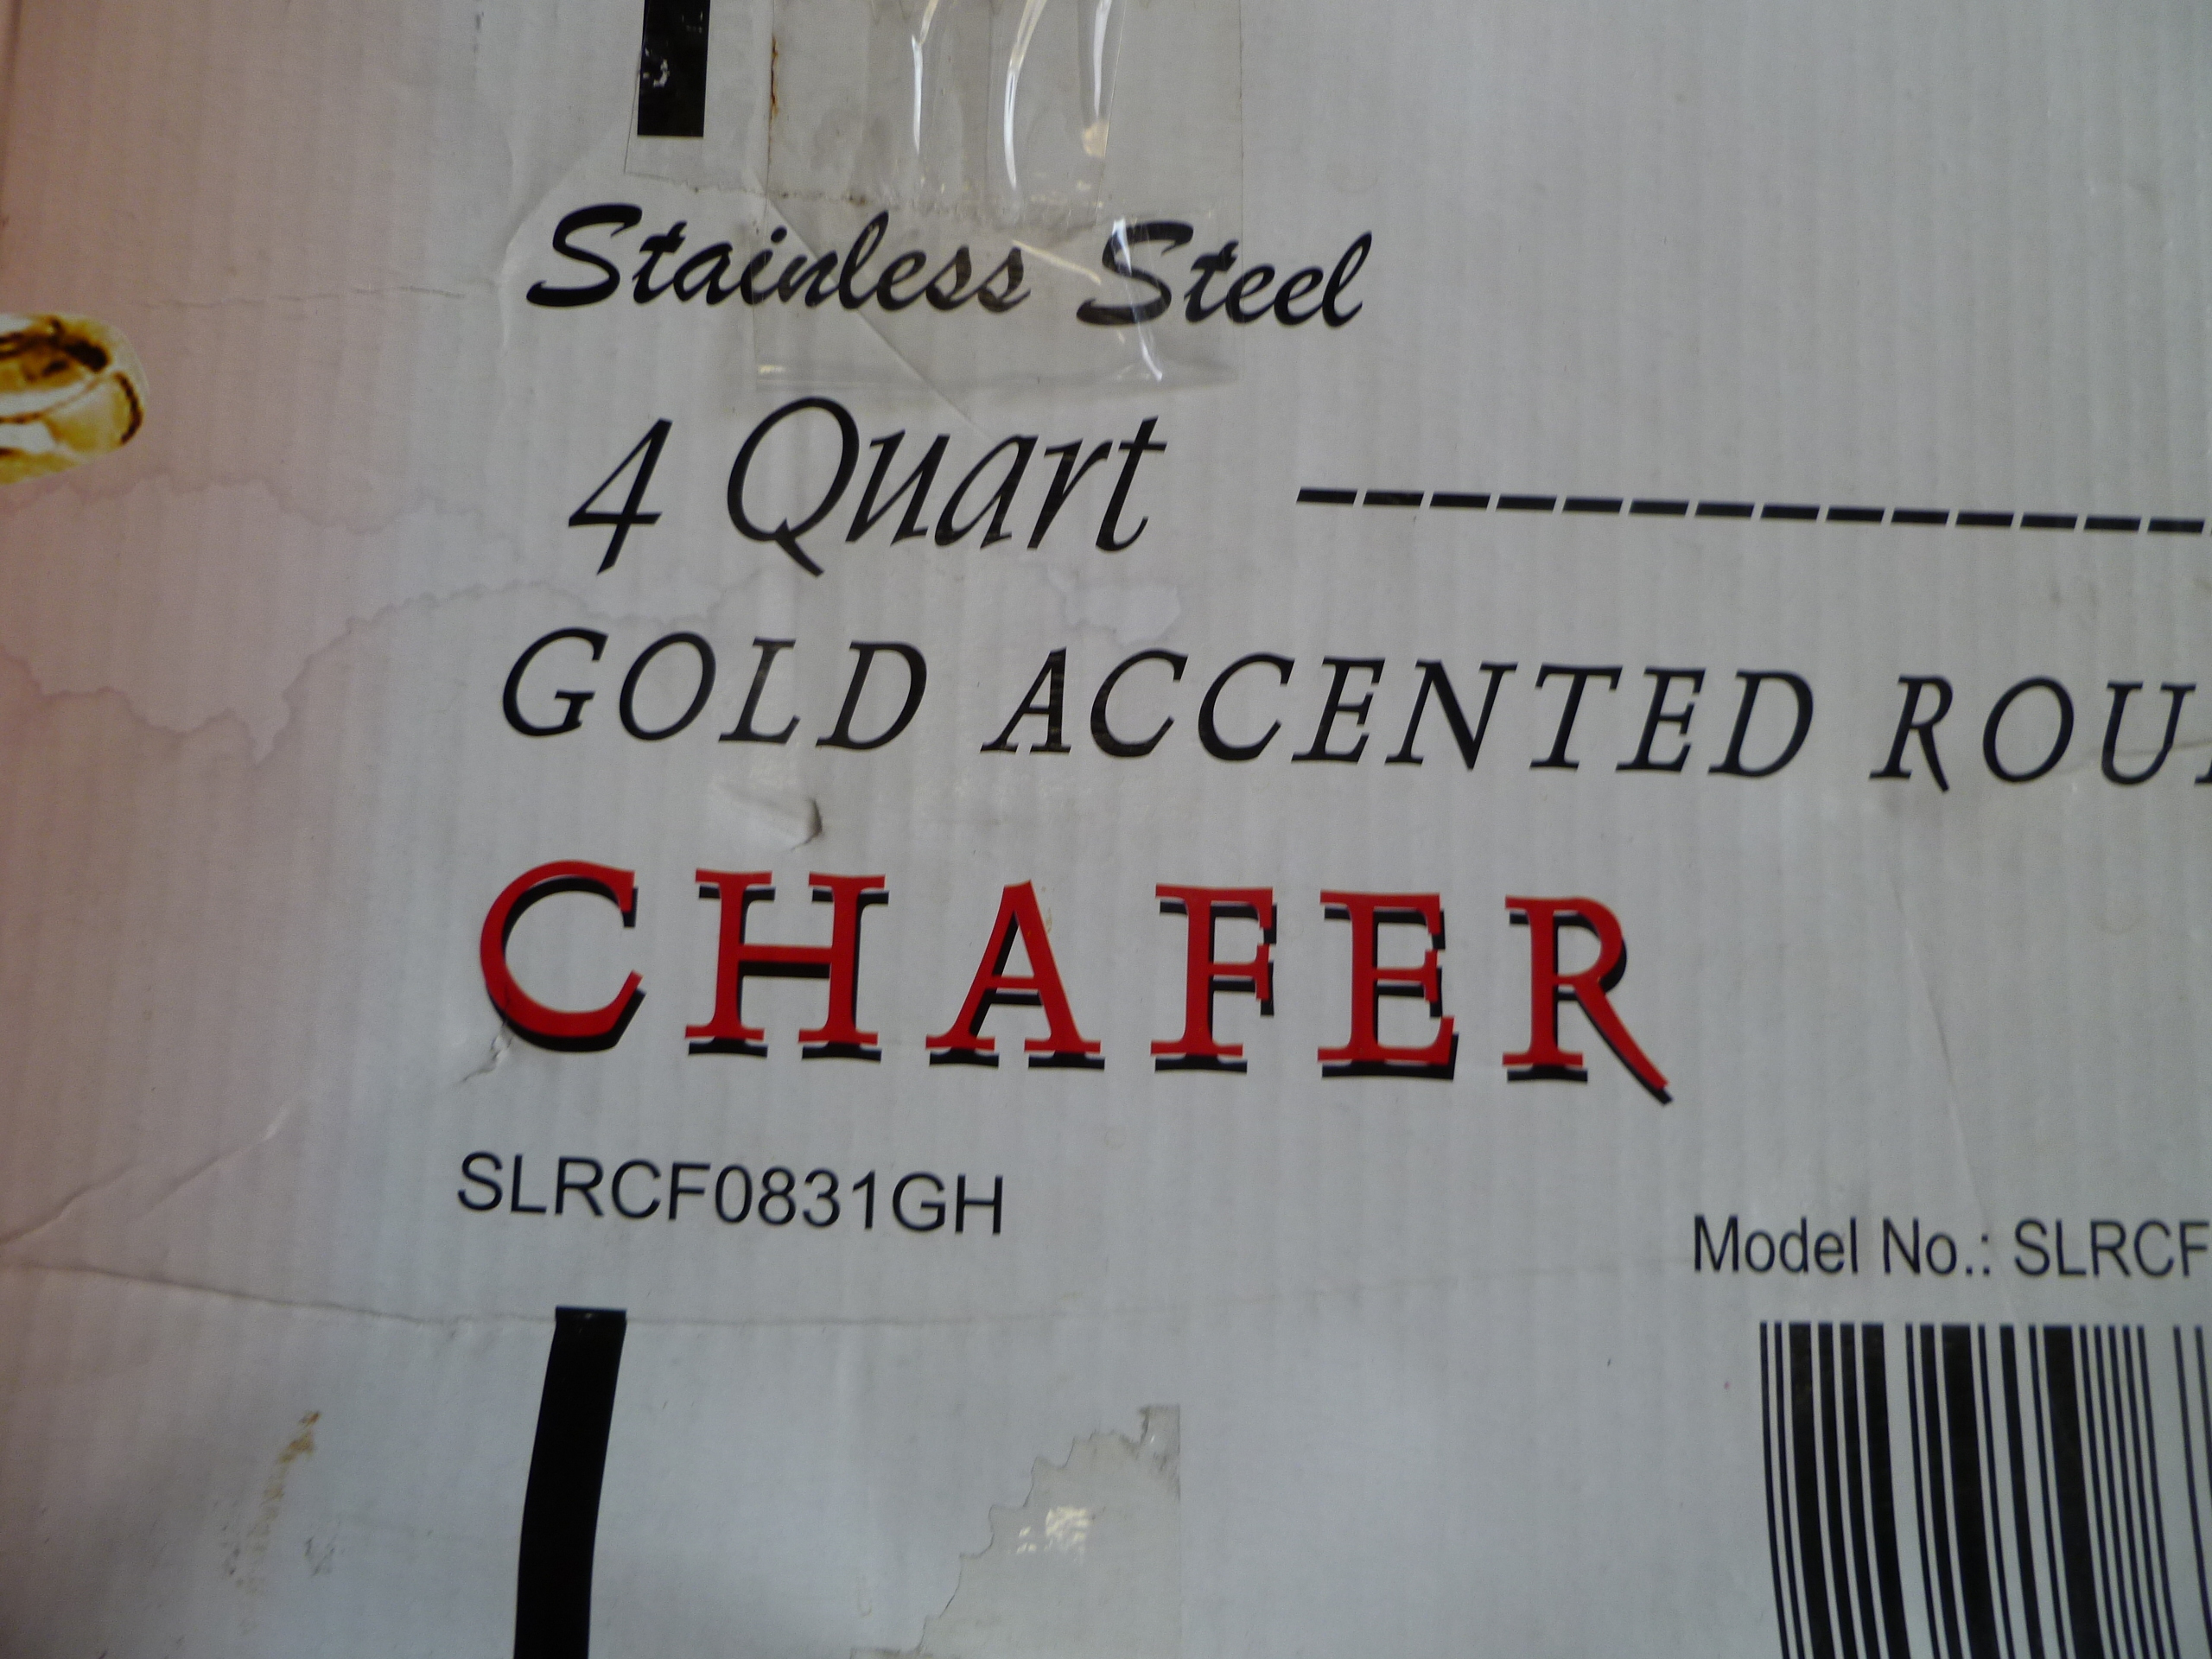 Stainless Steel
4 Quart ---------------
GOLD ACCENTED ROU
CHAFER
SLRCF0831GH
Model No.: SLRCF